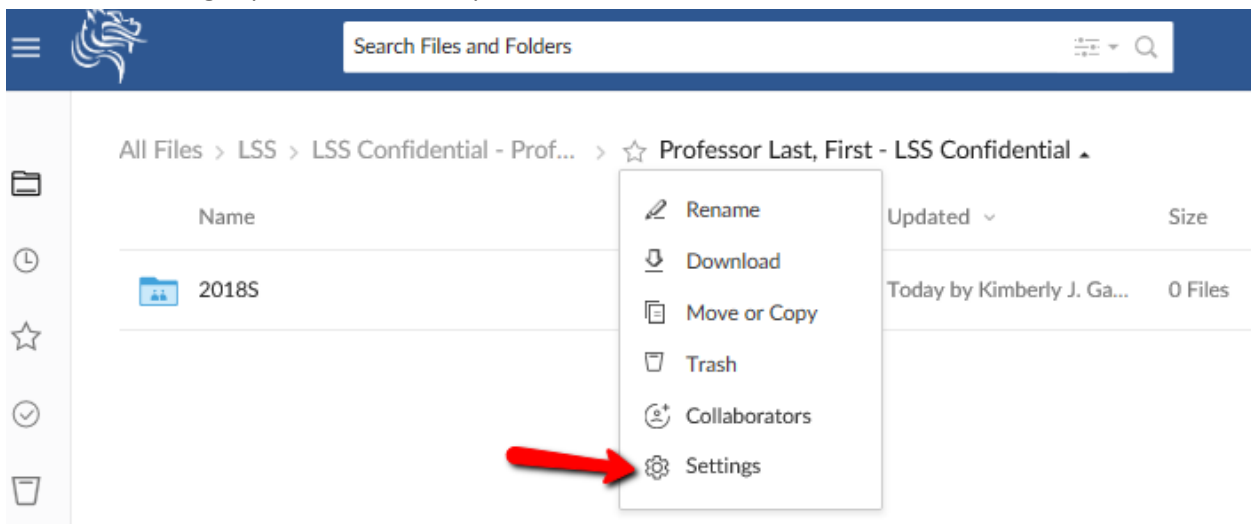 Search Files and Folders
All Files > LSS > LSS Confidential - Prof... > Professor Last, First - LSS Confidential
Name
Updated
Size
2018S
Today by Kimberly J. Ga...
0 Files
Rename
Download
Move or Copy
Trash
Collaborators
Settings